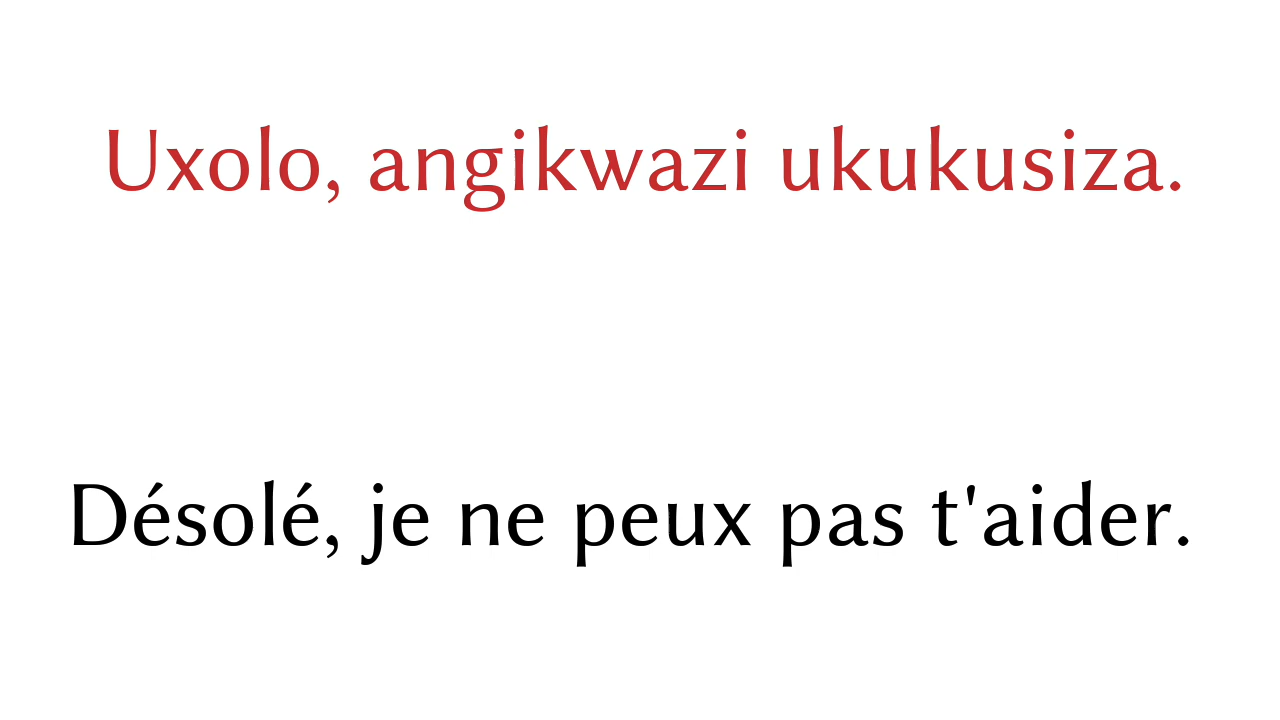 Uxolo, angikwazi ukukusiza.
Désolé, je ne peux pas t'aider.